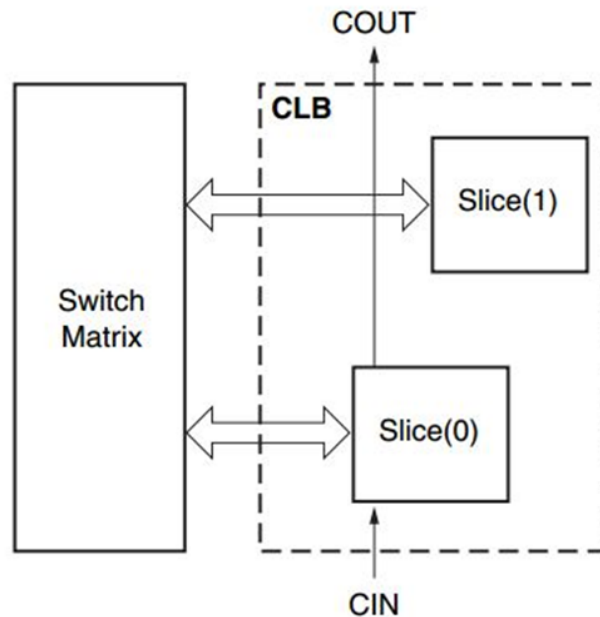 COUT
CLB
Slice(1)
Switch
Matrix
Slice(0)
CIN